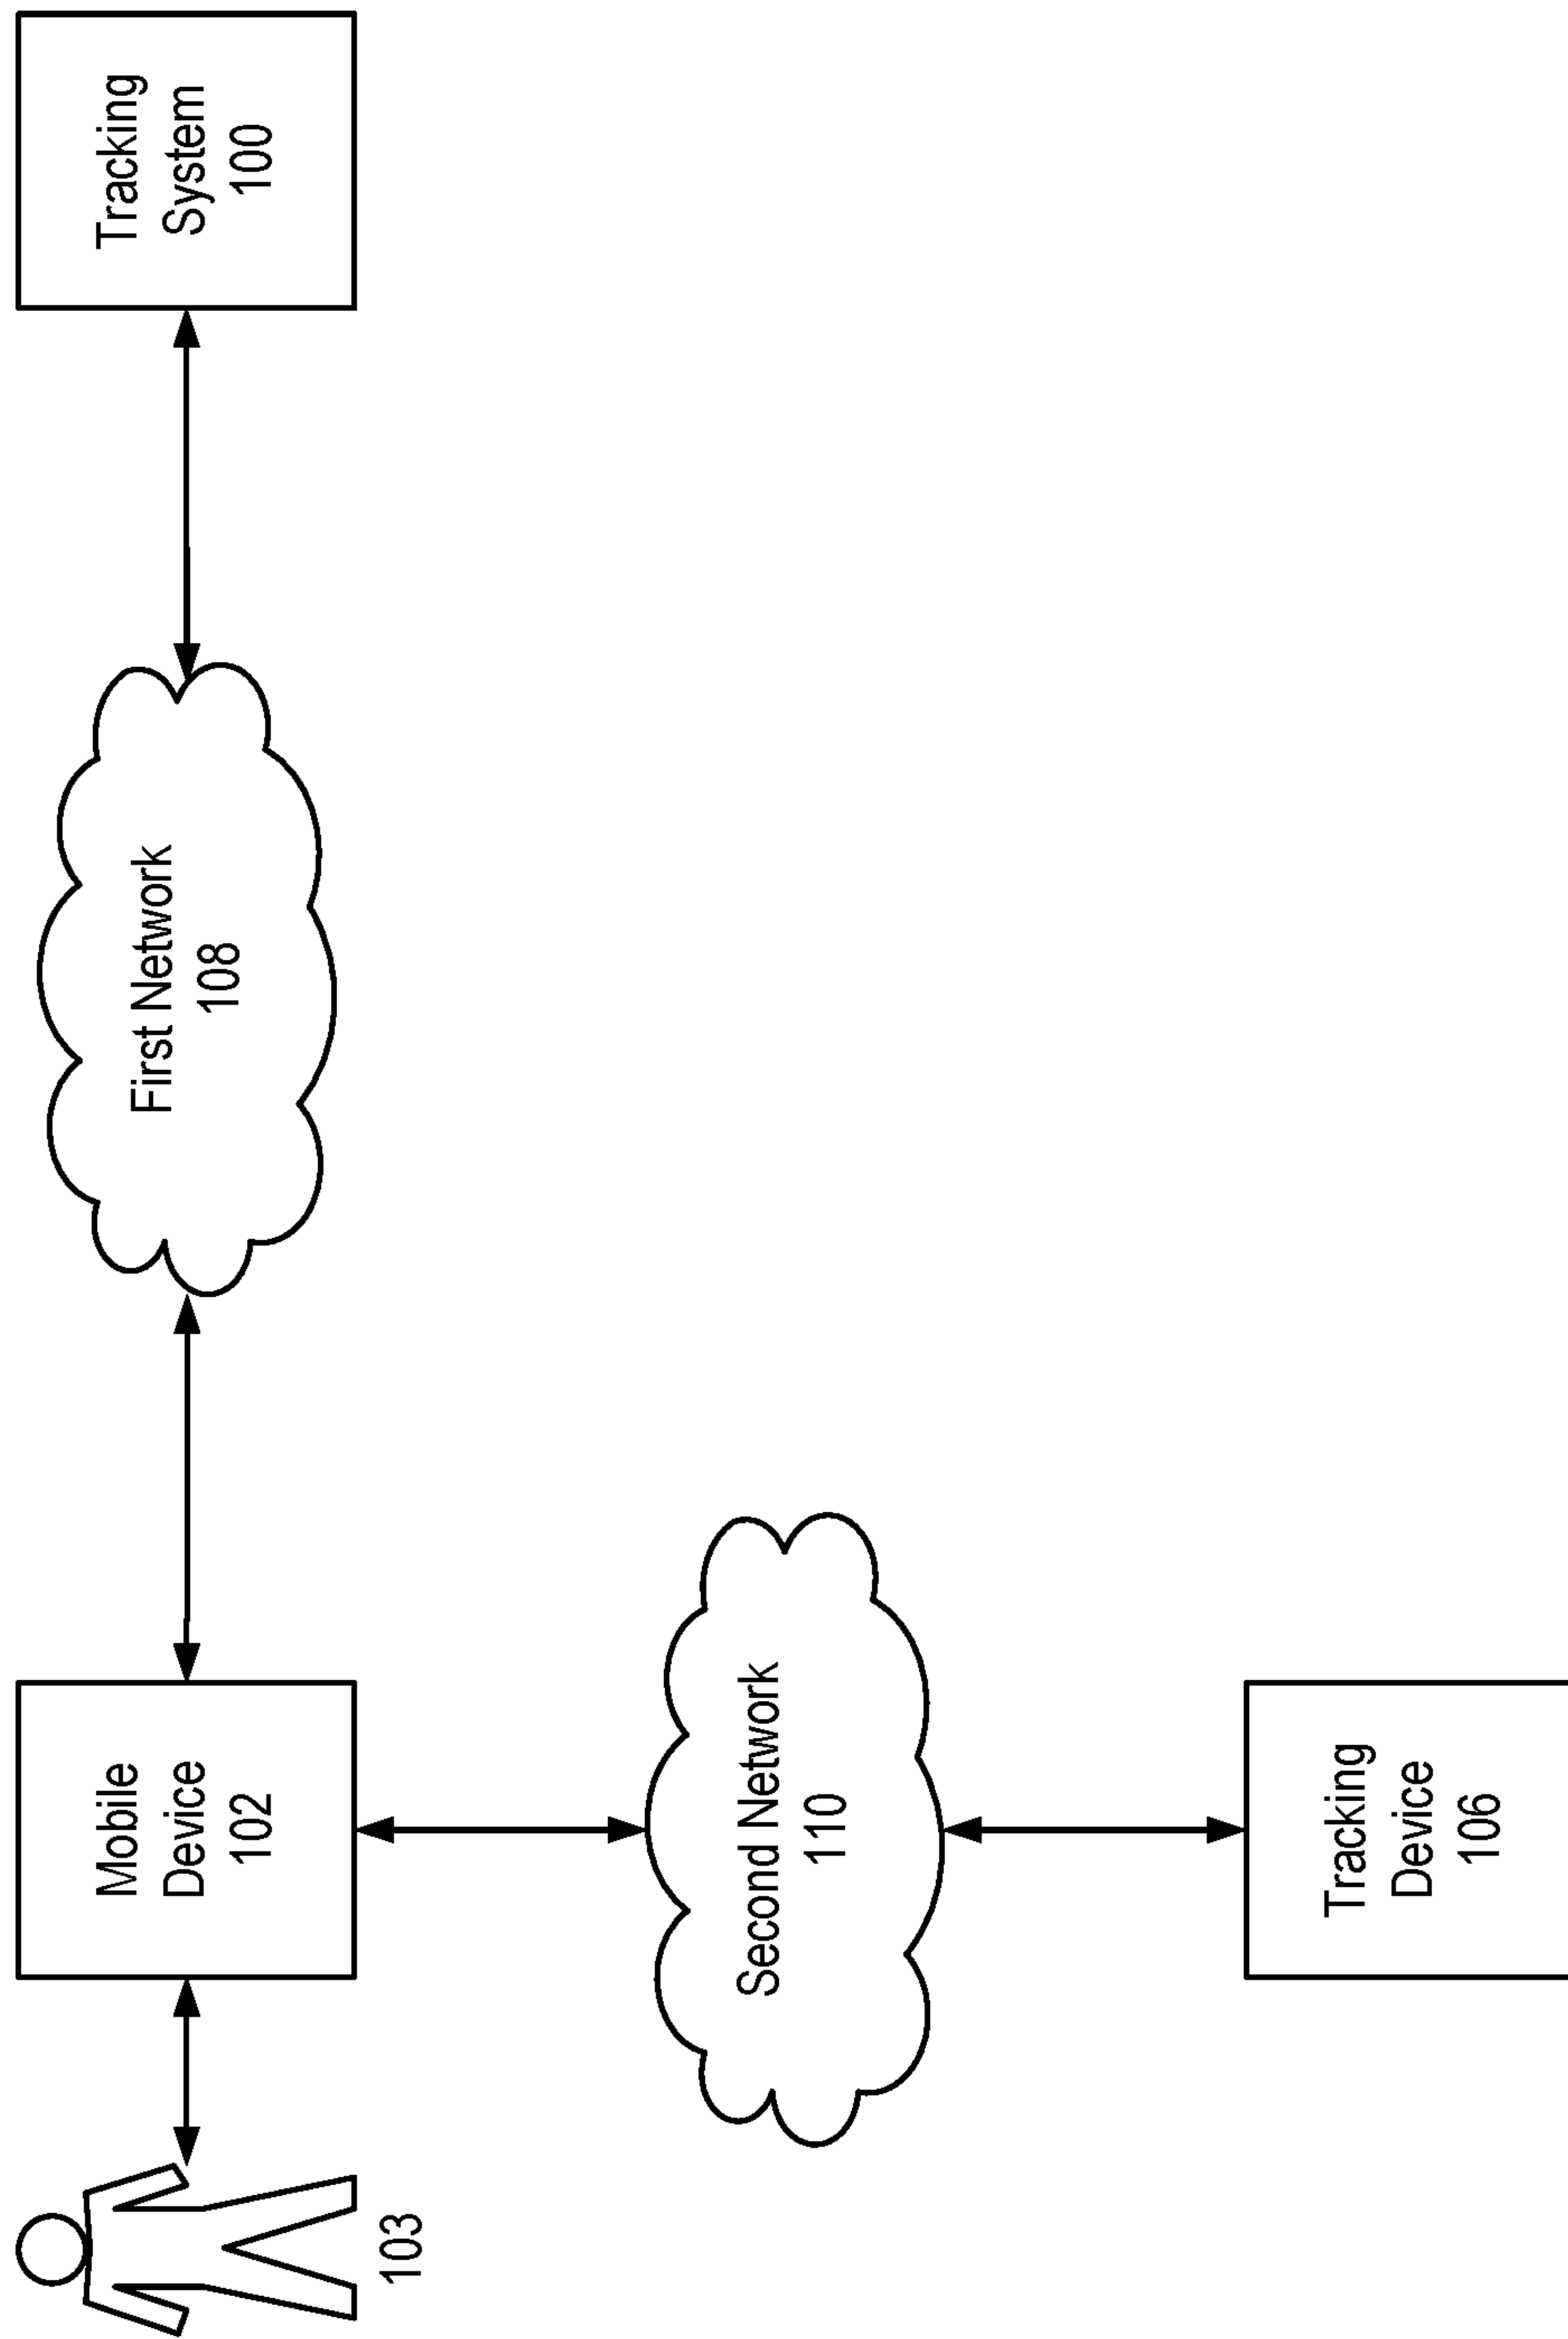 103
Mobile
Device
102
First Network
108
Tracking
System
100
Second Network
110
Tracking
Device
106